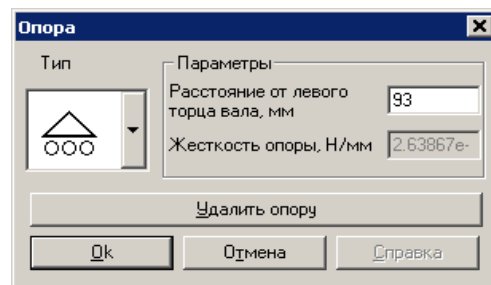 Опора
Тип
Параметры
Расстояние от левого
торца вала, мм
93
Жесткость опоры, Н/мм
2.63867e-
Удалить опору
Ok
Отмена
Справка